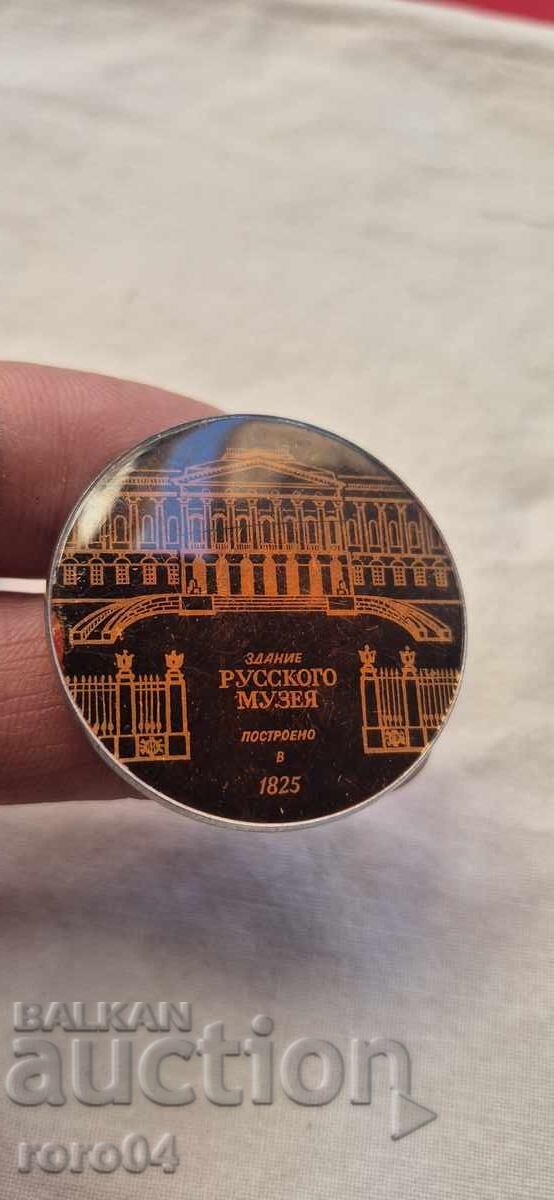 ЗДАНИЕ
РУССКОГО
МУЗЕЯ
ПОСТРОЕНО
В
1825
BALKAN
auction
roro04